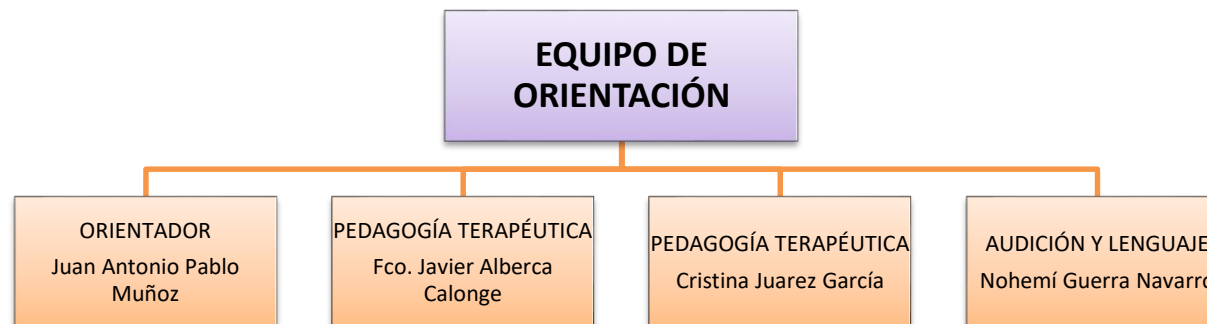 EQUIPO DE
ORIENTACIÓN
ORIENTADOR
Juan Antonio Pablo
Muñoz
PEDAGOGÍA TERAPÉUTICA
Fco. Javier Alberca
Calonge
PEDAGOGÍA TERAPÉUTICA
Cristina Juarez García
AUDICIÓN Y LENGUAJE
Nohemí Guerra Navarro